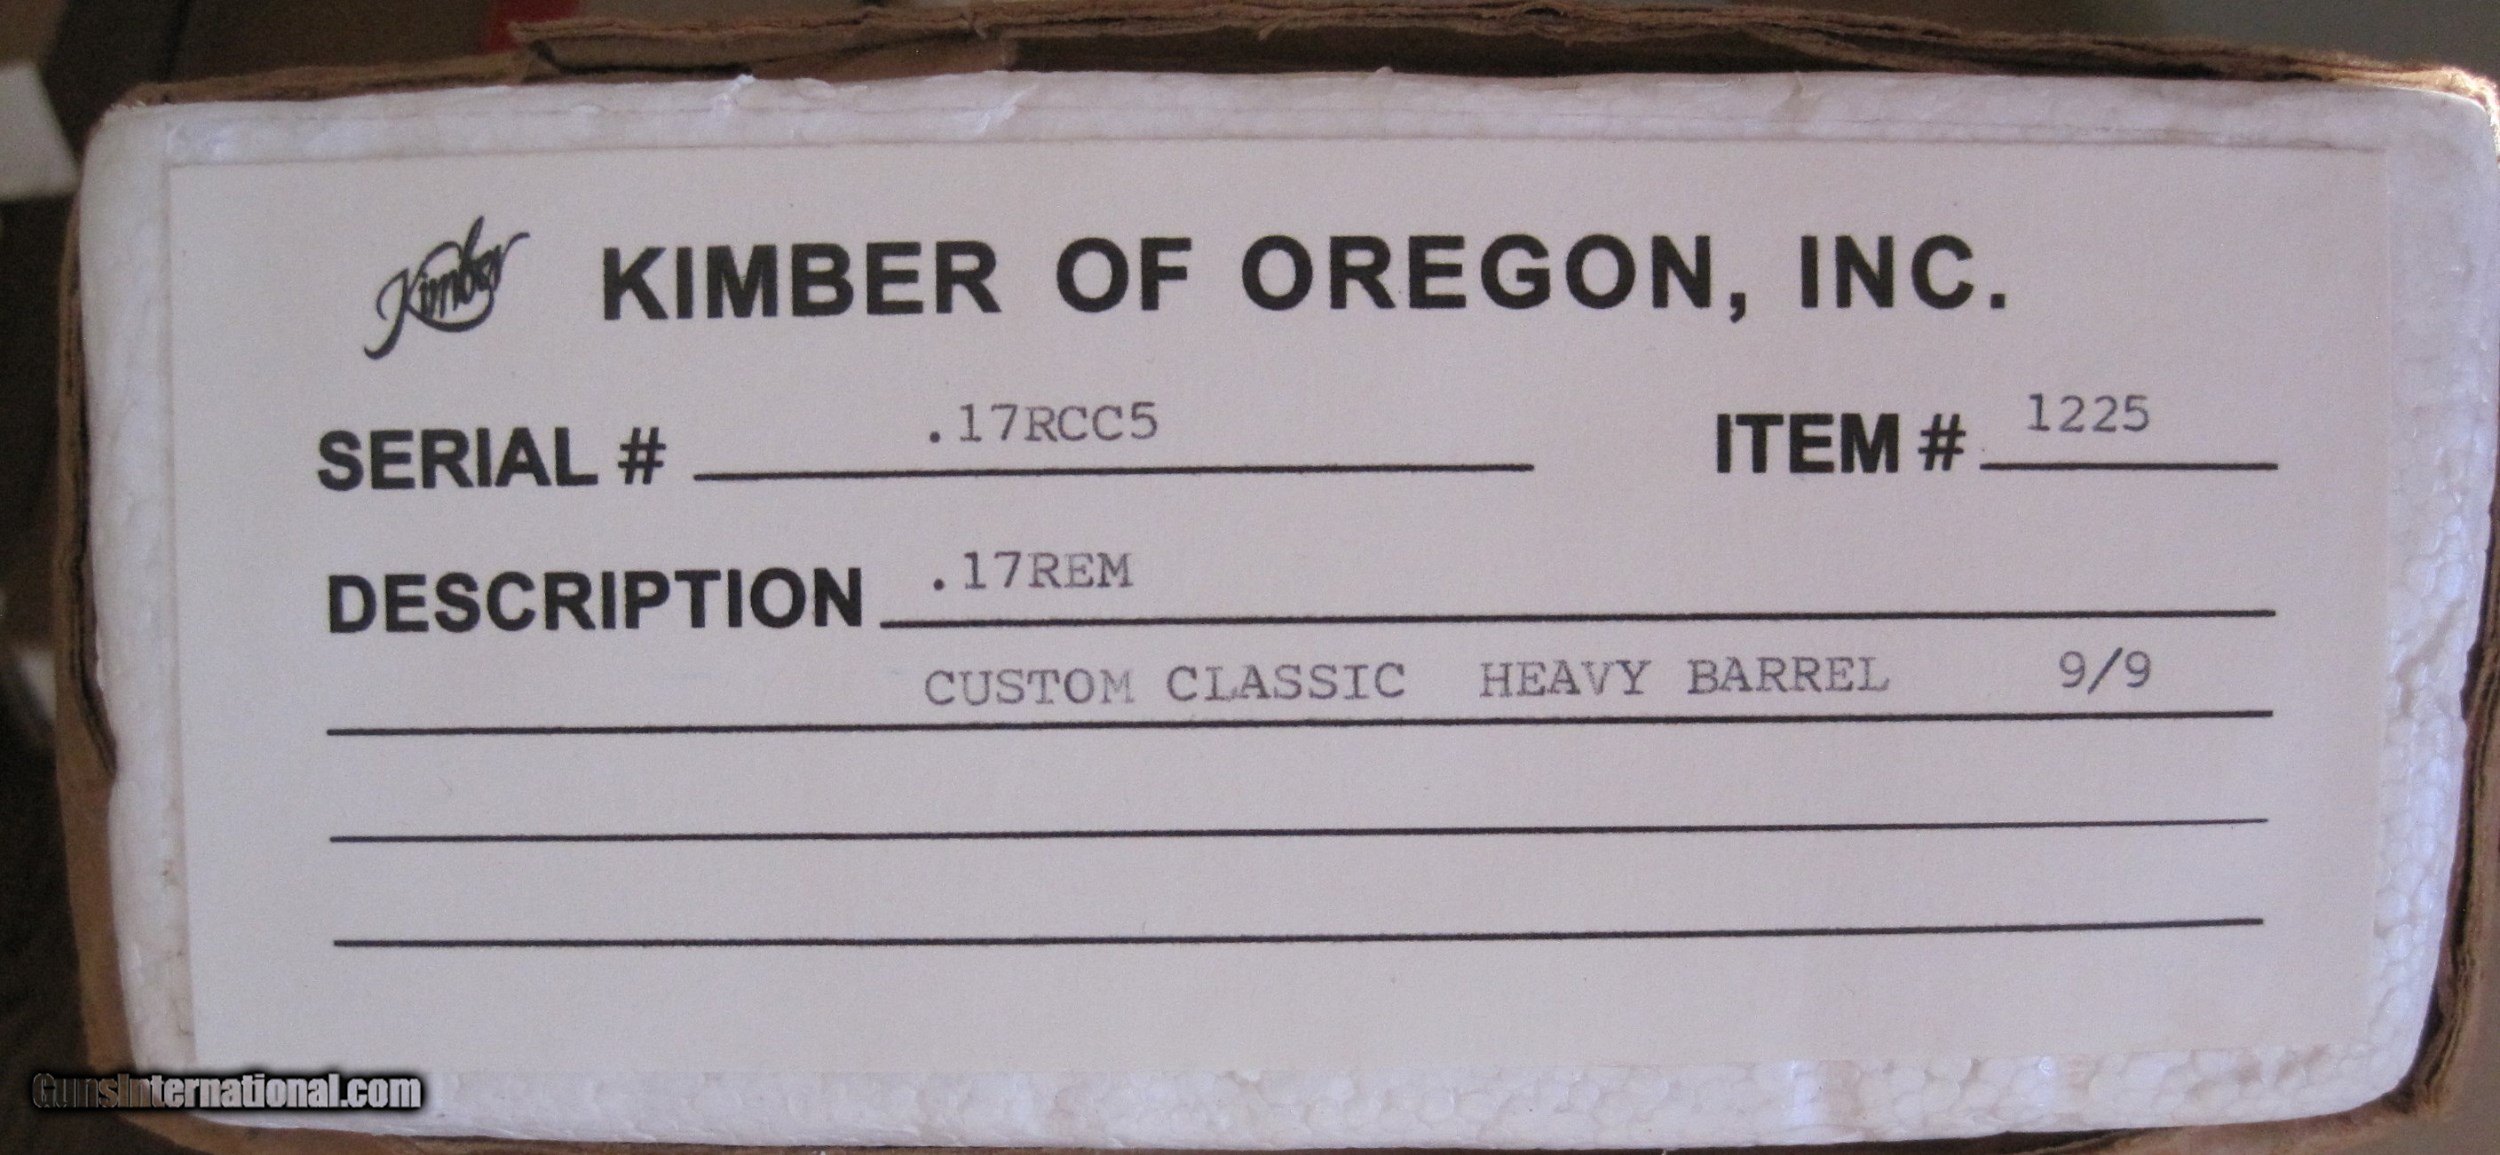 Kimber KIMBER OF OREGON, INC.
SERIAL # .17RCC5 ITEM # 1225
DESCRIPTION .17REM
CUSTOM CLASSIC HEAVY BARREL 9/9
GunsInternational.com